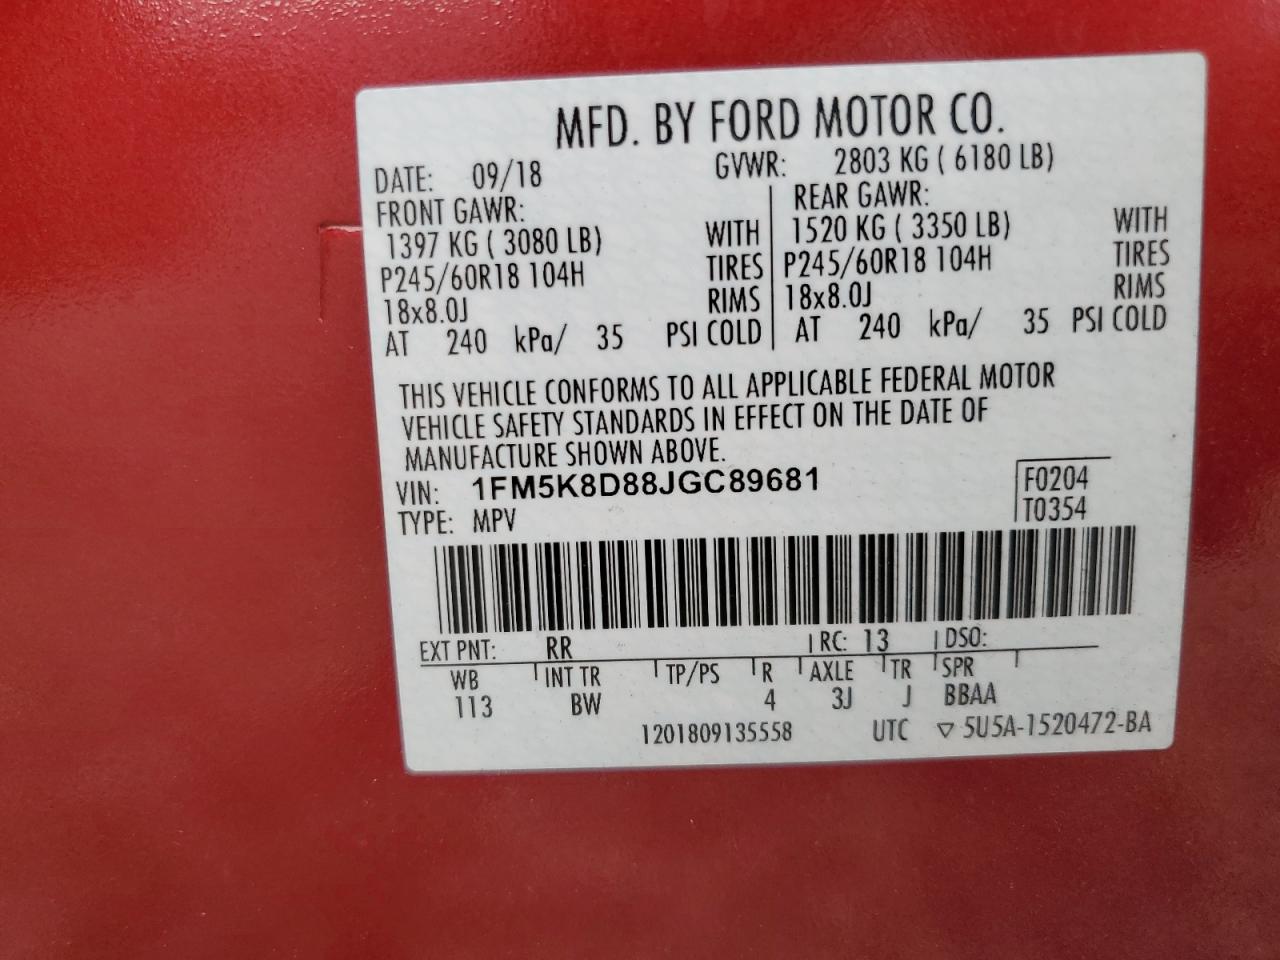 MFD. BY FORD MOTOR CO.
DATE: 09/18 GVWR: 2803 KG ( 6180 LB)
FRONT GAWR: REAR GAWR:
1397 KG ( 3080 LB) WITH 1520 KG ( 3350 LB) WITH
P245/60R18 104H TIRES P245/60R18 104H TIRES
18x8.0J RIMS 18x8.0J RIMS
AT 240 kPa/ 35 PSI COLD AT 240 kPa/ 35 PSI COLD
THIS VEHICLE CONFORMS TO ALL APPLICABLE FEDERAL MOTOR
VEHICLE SAFETY STANDARDS IN EFFECT ON THE DATE OF
MANUFACTURE SHOWN ABOVE.
VIN: 1FM5K8D88JGC89681 F0204
TYPE: MPV T0354
EXT PNT: RR RC: 13 DSO:
WB INT TR TP/PS R AXLE TR SPR
113 BW 4 3J J BBAA
1201809135558 UTC ▽ 5U5A-1520472-BA